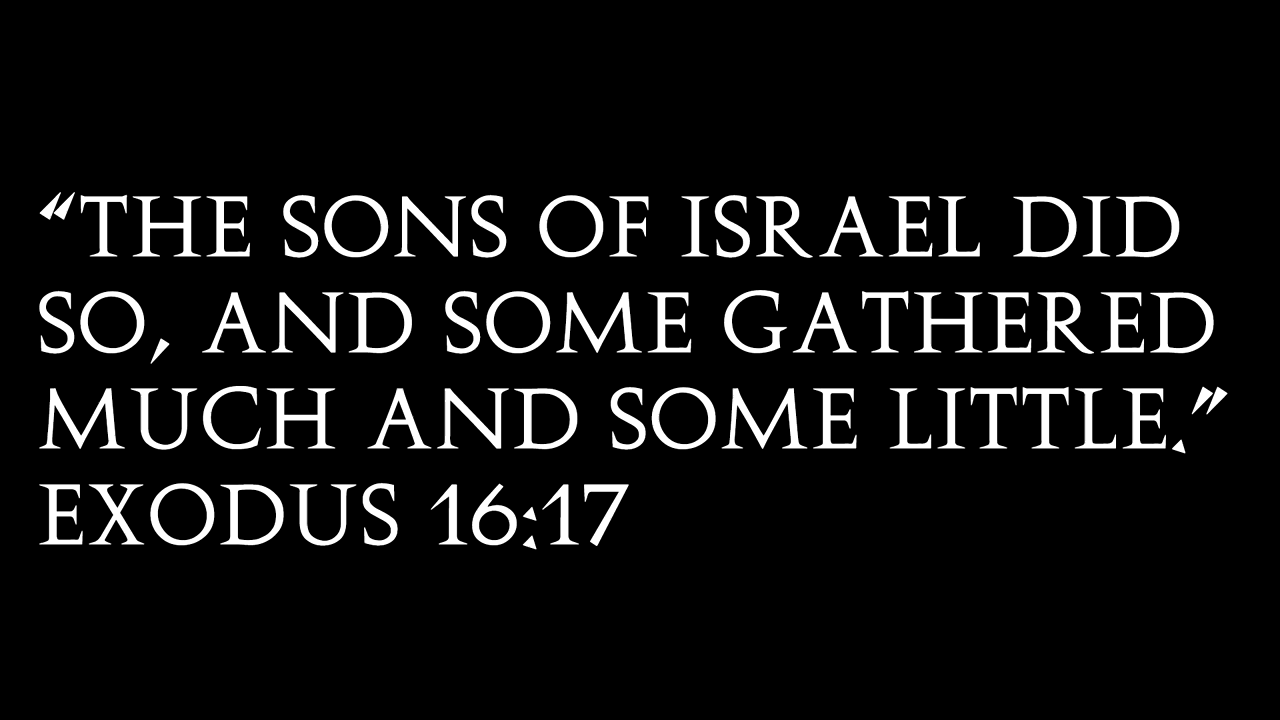 “THE SONS OF ISRAEL DID
SO, AND SOME GATHERED
MUCH AND SOME LITTLE.”
EXODUS 16:17